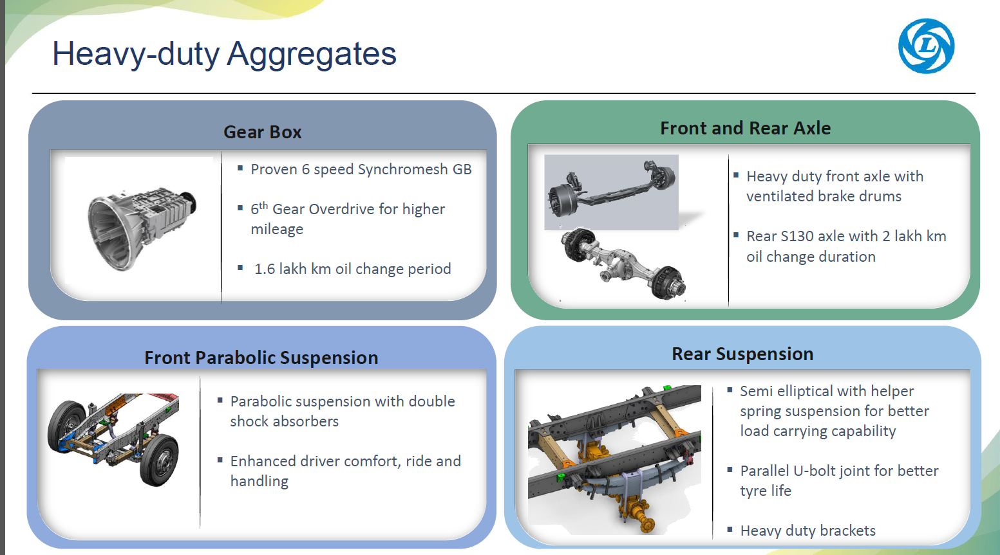 Heavy-duty Aggregates
L
Gear Box
▪ Proven 6 speed Synchromesh GB
▪ 6th Gear Overdrive for higher
mileage
▪ 1.6 lakh km oil change period
Front and Rear Axle
▪ Heavy duty front axle with
ventilated brake drums
▪ Rear S130 axle with 2 lakh km
oil change duration
Front Parabolic Suspension
▪ Parabolic suspension with double
shock absorbers
▪ Enhanced driver comfort, ride and
handling
Rear Suspension
▪ Semi elliptical with helper
spring suspension for better
load carrying capability
▪ Parallel U-bolt joint for better
tyre life
▪ Heavy duty brackets